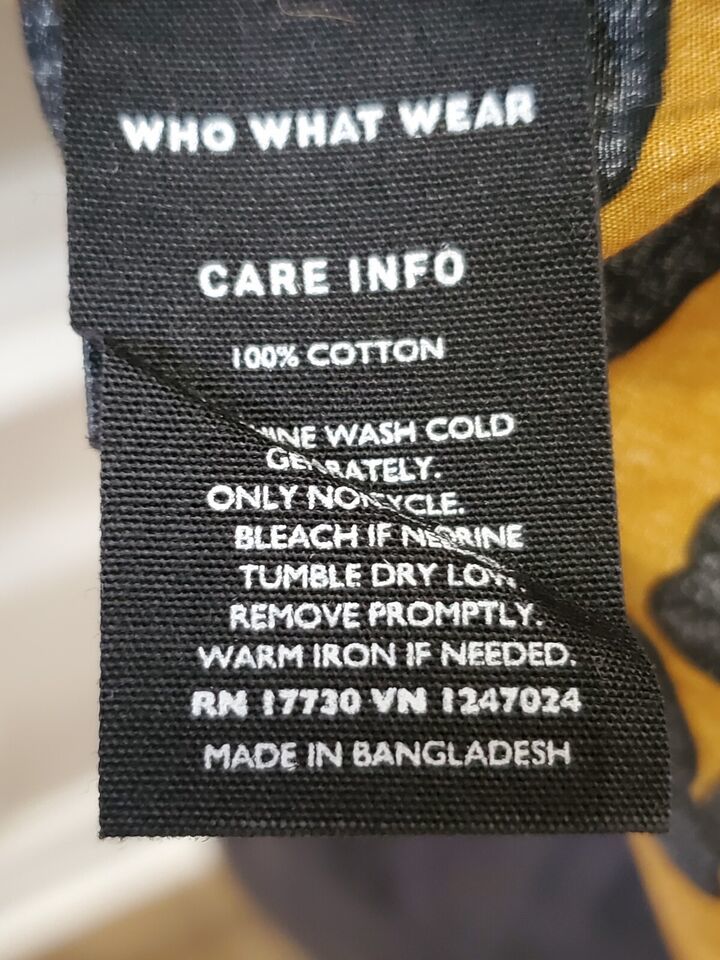 WHO WHAT WEAR
CARE INFO
100% COTTON
WASH COLD
ONLY
BLEACH IF
TUMBLE DRY LOW.
REMOVE PROMPTLY.
WARM IRON IF NEEDED.
RN 17730 VN 1247024
MADE IN BANGLADESH